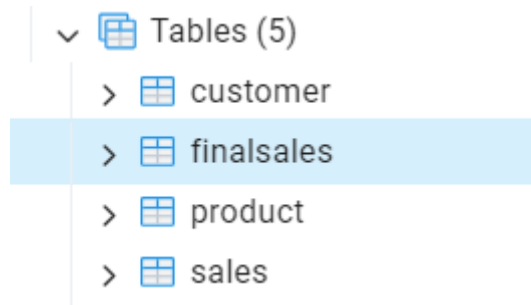 Tables (5)
customer
finalsales
product
sales